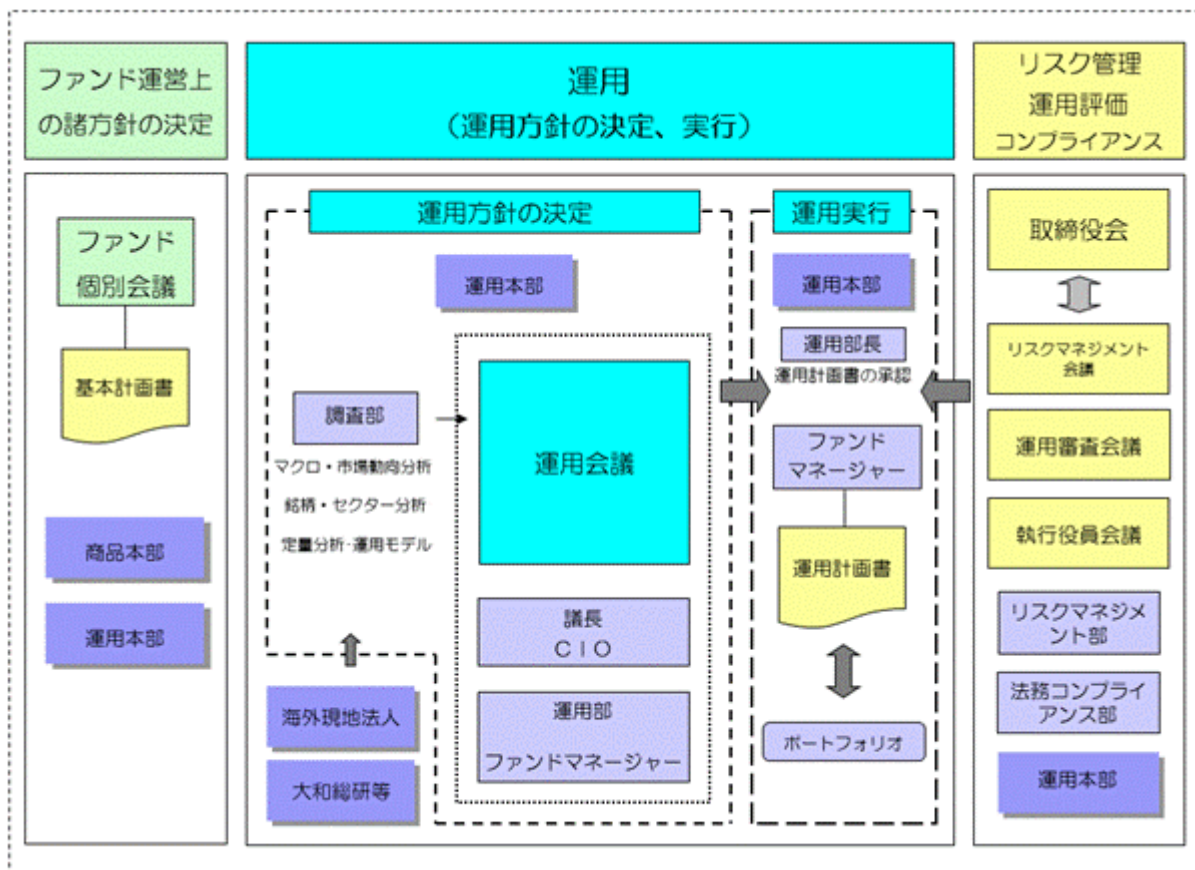 ファンド運営上
の諸方針の決定
運用
（運用方針の決定、実行）
リスク管理
運用評価
コンプライアンス
ファンド
個別会議
基本計画書
商品本部
運用本部
運用方針の決定
運用本部
調査部
マクロ・市場動向分析
銘柄・セクター分析
定量分析・運用モデル
運用会議
議長
ＣＩＯ
運用部
ファンドマネージャー
海外現地法人
大和総研等
運用実行
運用本部
運用部長
運用計画書の承認
ファンド
マネージャー
運用計画書
ポートフォリオ
取締役会
リスクマネジメント
会議
運用審査会議
執行役員会議
リスクマネジメ
ント部
法務コンプライ
アンス部
運用本部